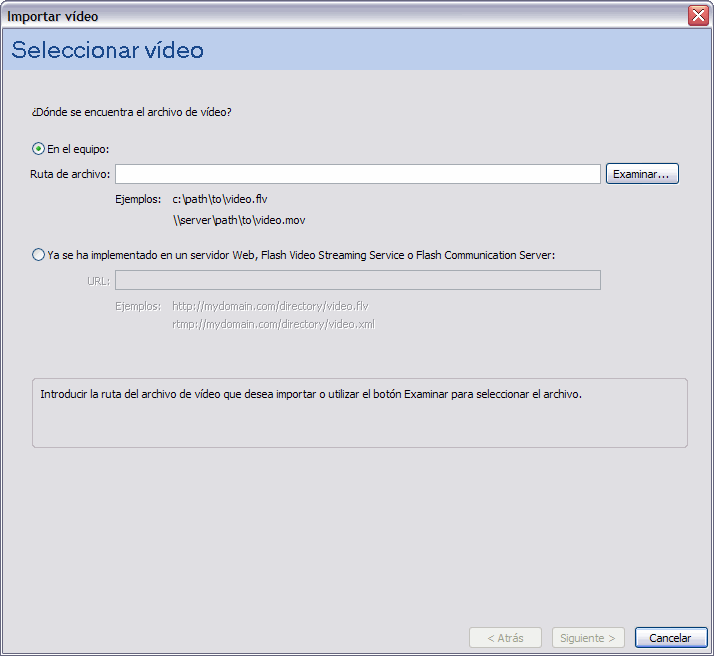 Importar vídeo
Seleccionar vídeo
¿Dónde se encuentra el archivo de vídeo?
En el equipo:
Ruta de archivo: Examinar...
Ejemplos: c:\path\to\video.flv
\\server\path\to\video.mov
Ya se ha implementado en un servidor Web, Flash Video Streaming Service o Flash Communication Server:
URL:
Ejemplos: http://mydomain.com/directory/video.flv
rtmp://mydomain.com/directory/video.xml
Introducir la ruta del archivo de vídeo que desea importar o utilizar el botón Examinar para seleccionar el archivo.
< Atrás Siguiente > Cancelar